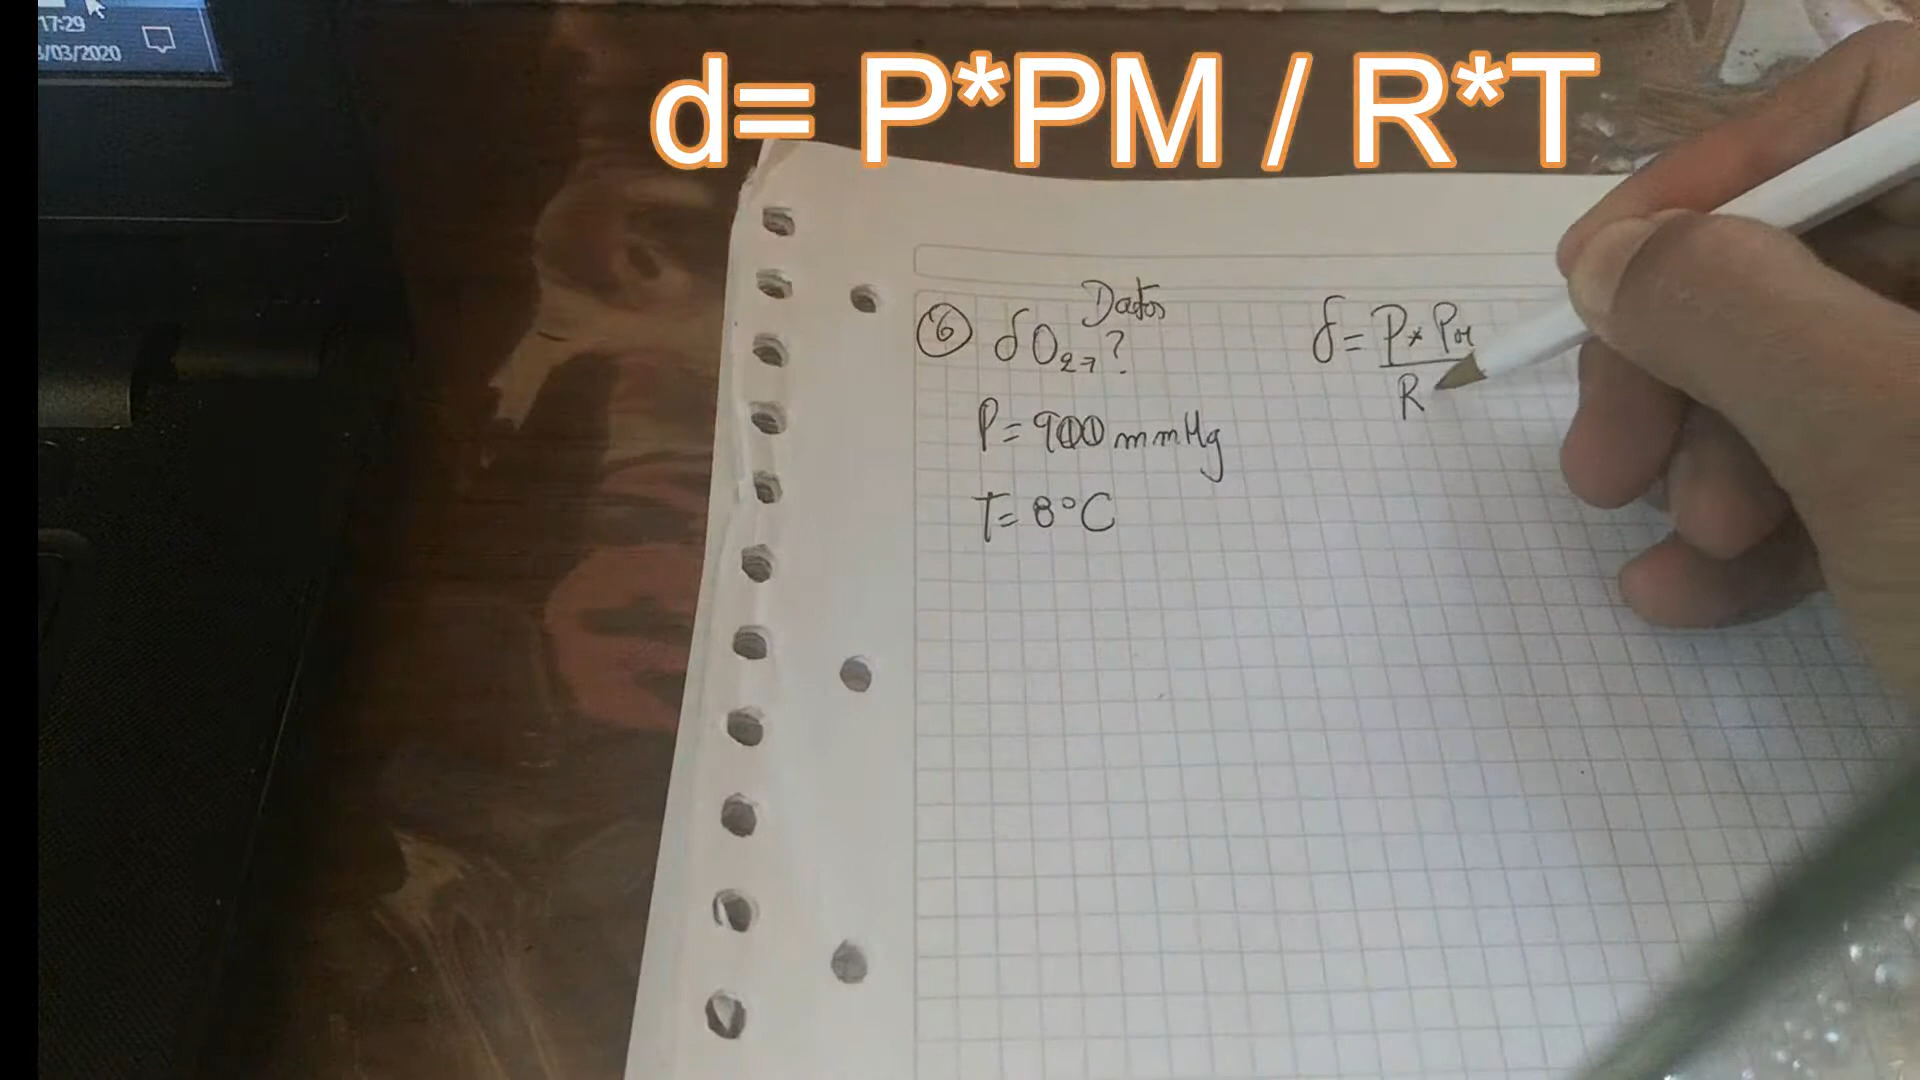 17:29
/03/2020
d= P*PM / R*T
Datos
6 δO₂→?
δ= P* PM
R
P= 900 mmHg
T= 8°C